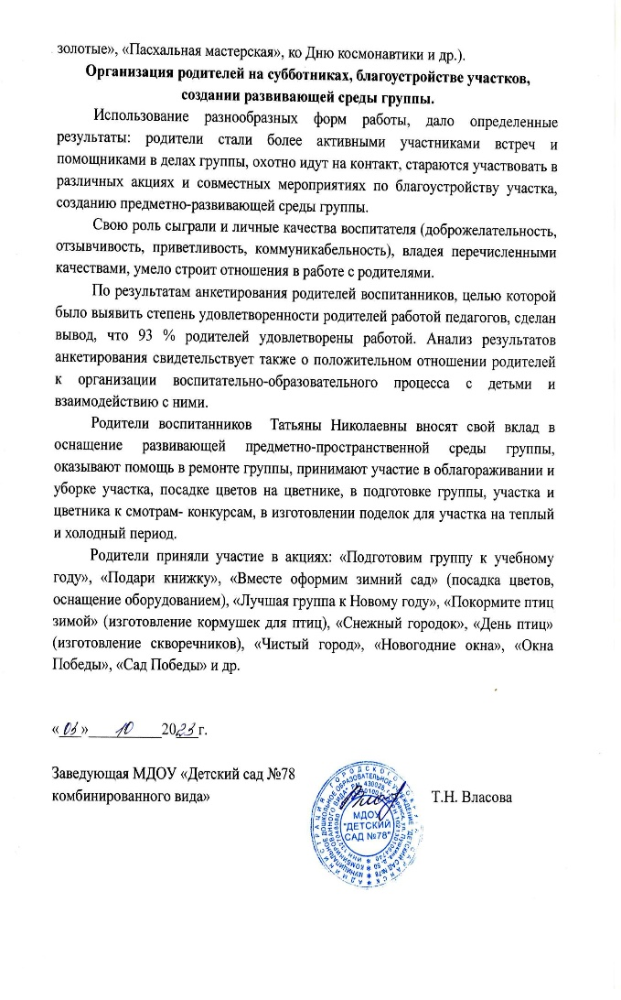 золотые», «Пасхальная мастерская», ко Дню космонавтики и др.).
Организация родителей на субботниках, благоустройстве участков,
создании развивающей среды группы.
Использование разнообразных форм работы, дало определенные
результаты: родители стали более активными участниками встреч и
помощниками в делах группы, охотно идут на контакт, стараются участвовать в
различных акциях и совместных мероприятиях по благоустройству участка,
созданию предметно-развивающей среды группы.
Свою роль сыграли и личные качества воспитателя (доброжелательность,
отзывчивость, приветливость, коммуникабельность), владея перечисленными
качествами, умело строит отношения в работе с родителями.
По результатам анкетирования родителей воспитанников, целью которой
было выявить степень удовлетворенности родителей работой педагогов, сделан
вывод, что 93 % родителей удовлетворены работой. Анализ результатов
анкетирования свидетельствует также о положительном отношении родителей
к организации воспитательно-образовательного процесса с детьми и
взаимодействию с ними.
Родители воспитанников Татьяны Николаевны вносят свой вклад в
оснащение развивающей предметно-пространственной среды группы,
оказывают помощь в ремонте группы, принимают участие в облагораживании и
уборке участка, посадке цветов на цветнике, в подготовке группы, участка и
цветника к смотрам- конкурсам, в изготовлении поделок для участка на теплый
и холодный период.
Родители приняли участие в акциях: «Подготовим группу к учебному
году», «Подари книжку», «Вместе оформим зимний сад» (посадка цветов,
оснащение оборудованием), «Лучшая группа к Новому году», «Покормите птиц
зимой» (изготовление кормушек для птиц), «Снежный городок», «День птиц»
(изготовление скворечников), «Чистый город», «Новогодние окна», «Окна
Победы», «Сад Победы» и др.
«03» 10 2023 г.
Заведующая МДОУ «Детский сад №78
комбинированного вида» Т.Н. Власова
МДОУ
"ДЕТСКИЙ
САД №78"